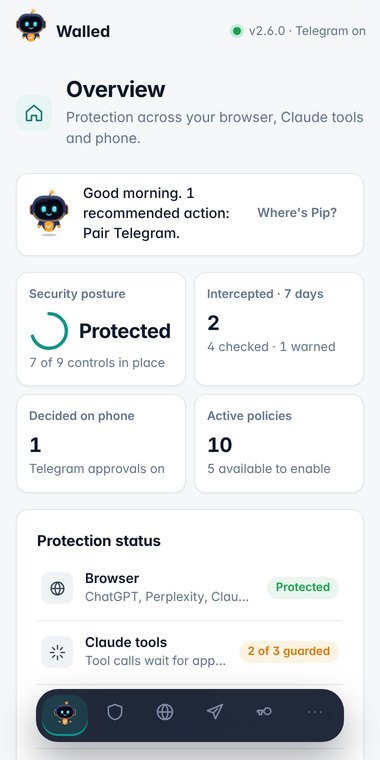 Walled
v2.6.0 · Telegram on
Overview
Protection across your browser, Claude tools
and phone.
Good morning. 1
recommended action:
Pair Telegram.
Where's Pip?
Security posture
Protected
7 of 9 controls in place
Intercepted · 7 days
2
4 checked · 1 warned
Decided on phone
1
Telegram approvals on
Active policies
10
5 available to enable
Protection status
Browser
ChatGPT, Perplexity, Clau...
Protected
Claude tools
Tool calls wait for app...
2 of 3 guarded